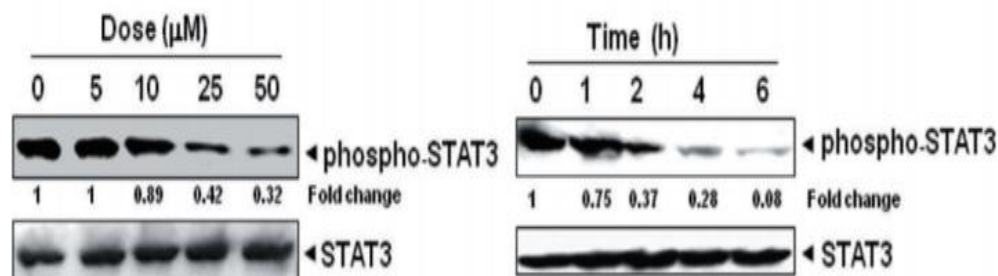 Dose (μM)
0 5 10 25 50
phospho-STAT3
1 1 0.89 0.42 0.32 Fold change
STAT3
Time (h)
0 1 2 4 6
phospho-STAT3
1 0.75 0.37 0.28 0.08 Fold change
STAT3